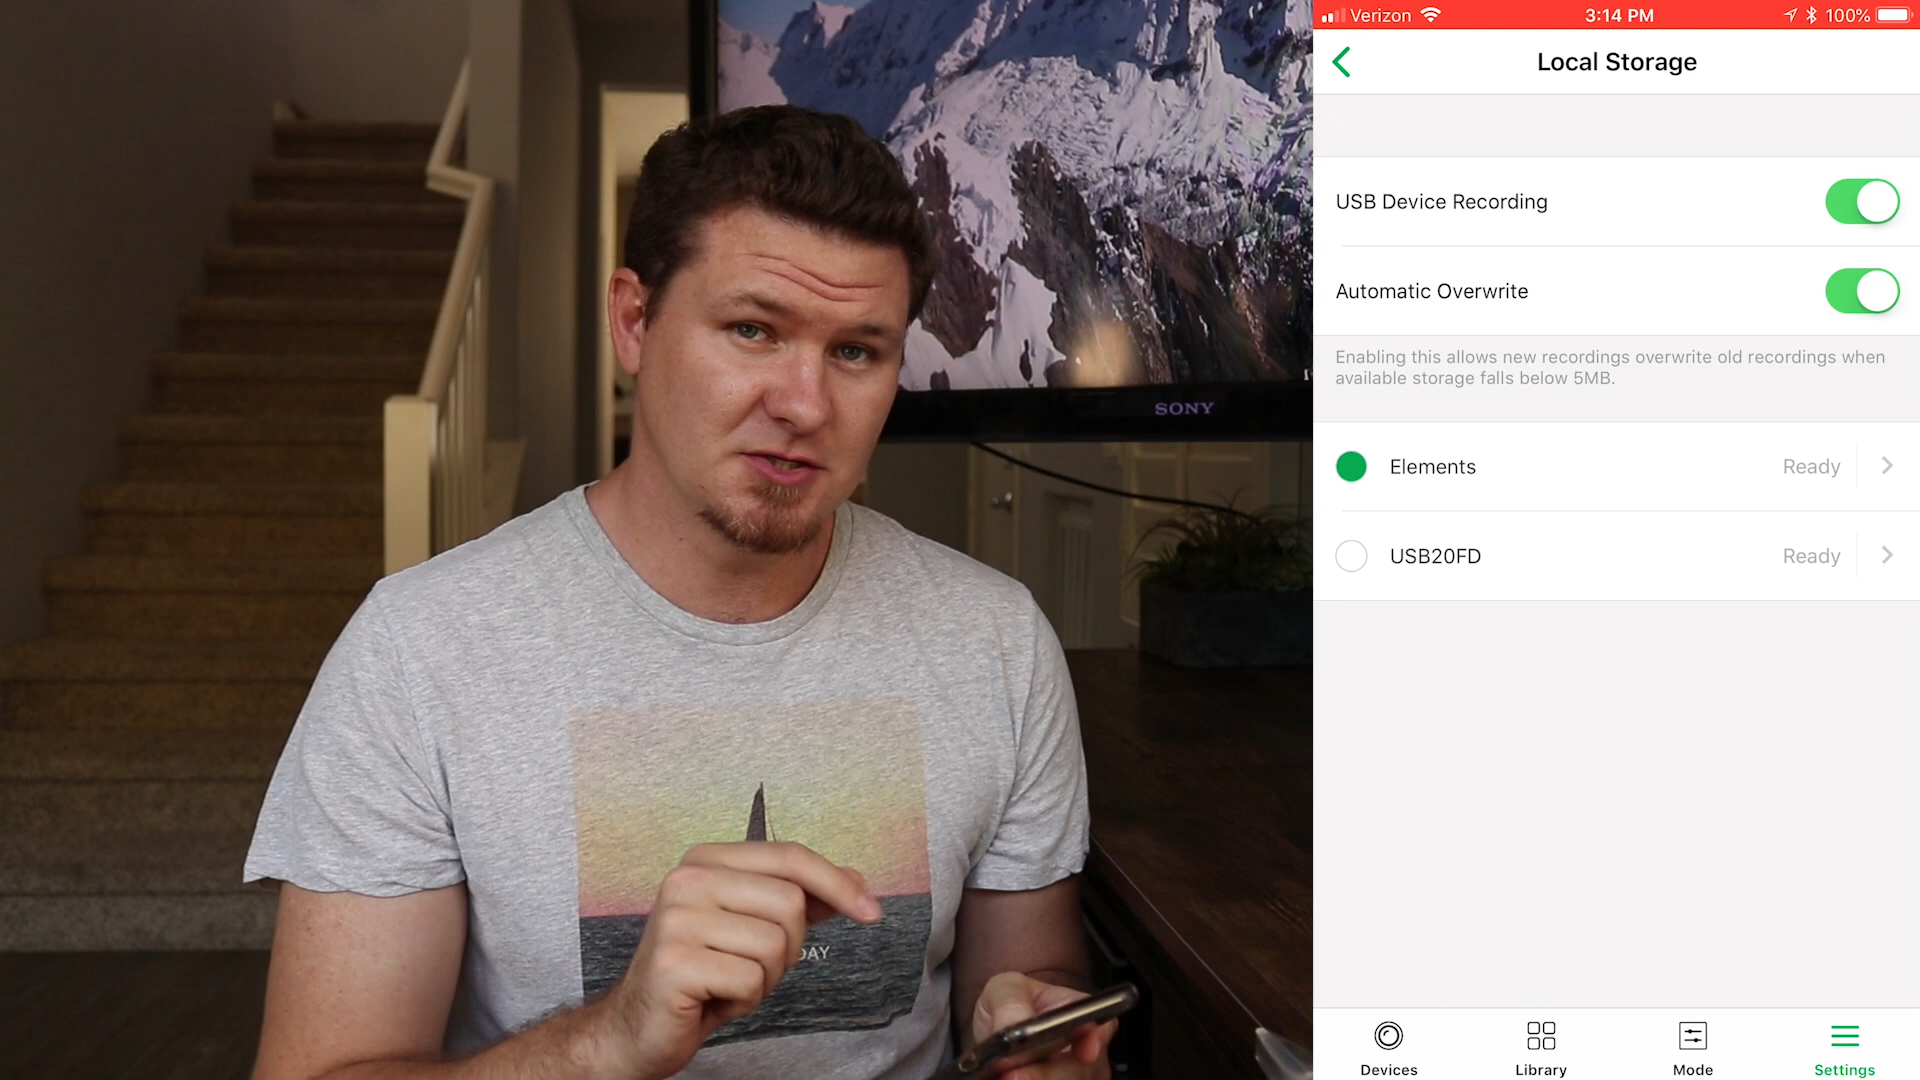 SONY
DAY
Verizon 3:14 PM 100%
Local Storage
USB Device Recording
Automatic Overwrite
Enabling this allows new recordings overwrite old recordings when
available storage falls below 5MB.
Elements Ready
USB20FD Ready
Devices Library Mode Settings